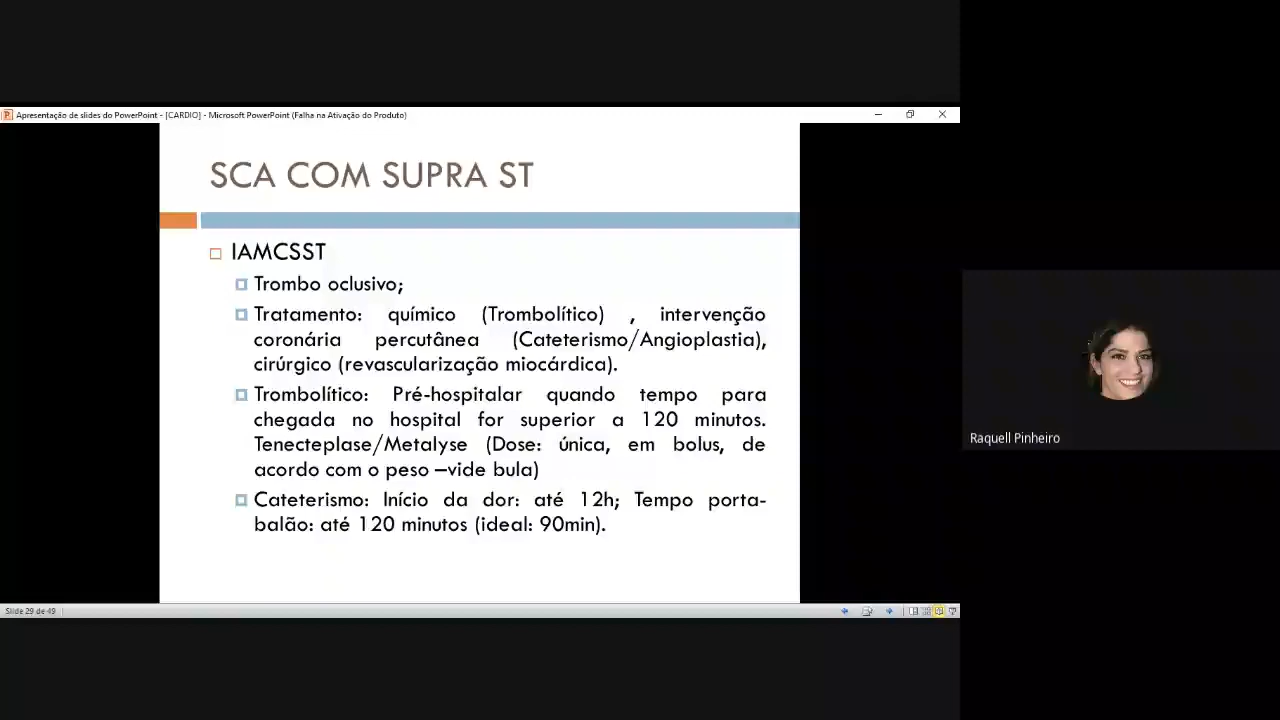 Apresentação de slides do PowerPoint - [CARDIO] - Microsoft PowerPoint (Falha na Ativação do Produto)
SCA COM SUPRA ST
IAMCSST
Trombo oclusivo;
Tratamento: químico (Trombolítico) , intervenção
coronária percutânea (Cateterismo/Angioplastia),
cirúrgico (revascularização miocárdica).
Trombolítico: Pré-hospitalar quando tempo para
chegada no hospital for superior a 120 minutos.
Tenecteplase/Metalyse (Dose: única, em bolus, de
acordo com o peso –vide bula)
Cateterismo: Início da dor: até 12h; Tempo porta-
balão: até 120 minutos (ideal: 90min).
Raquell Pinheiro
Slide 29 de 49